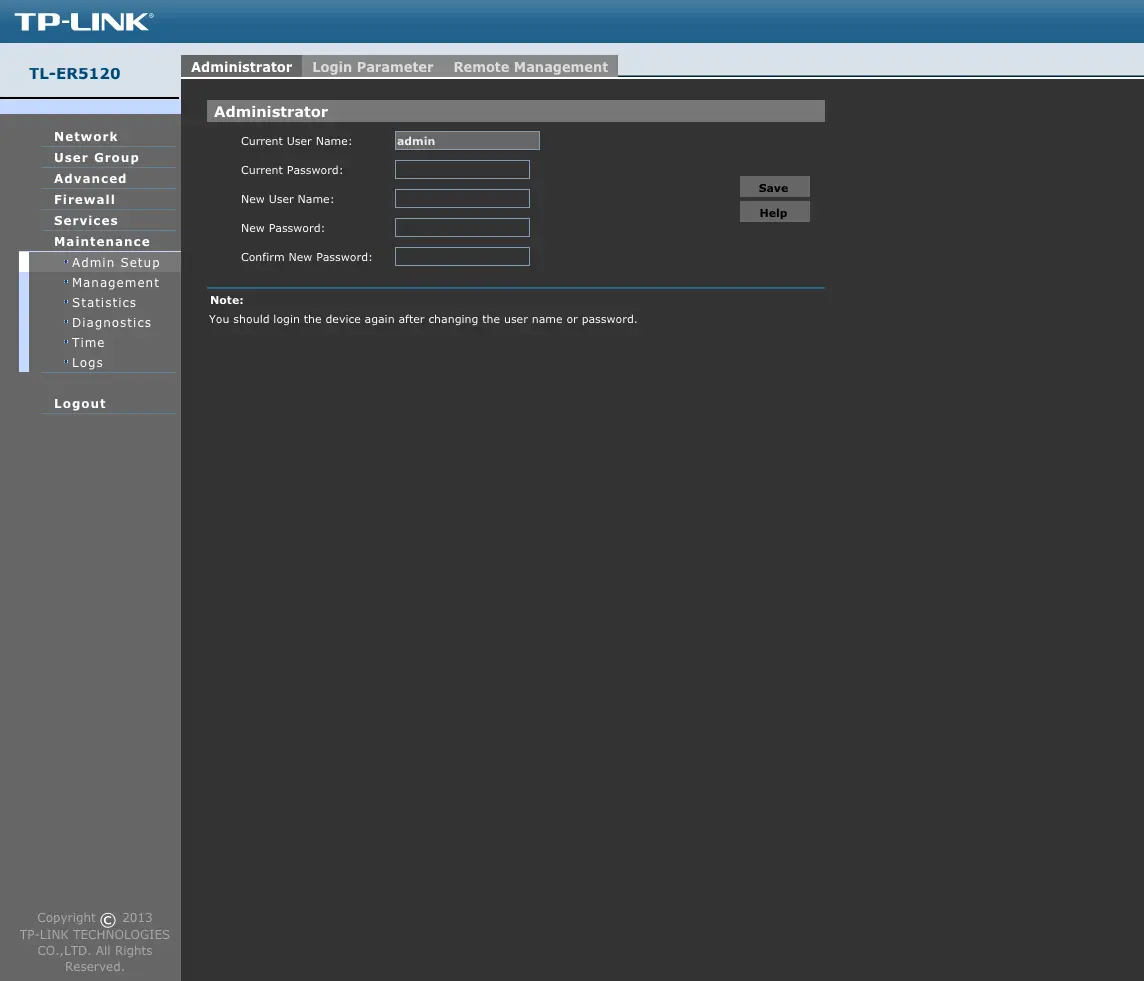 TP-LINK®
TL-ER5120
Administrator Login Parameter Remote Management
Network
User Group
Advanced
Firewall
Services
Maintenance
Admin Setup
Management
Statistics
Diagnostics
Time
Logs
Logout
Copyright © 2013
TP-LINK TECHNOLOGIES
CO.,LTD. All Rights
Reserved.
Administrator
Current User Name: admin
Current Password:
New User Name:
New Password:
Confirm New Password:
Save
Help
Note:
You should login the device again after changing the user name or password.